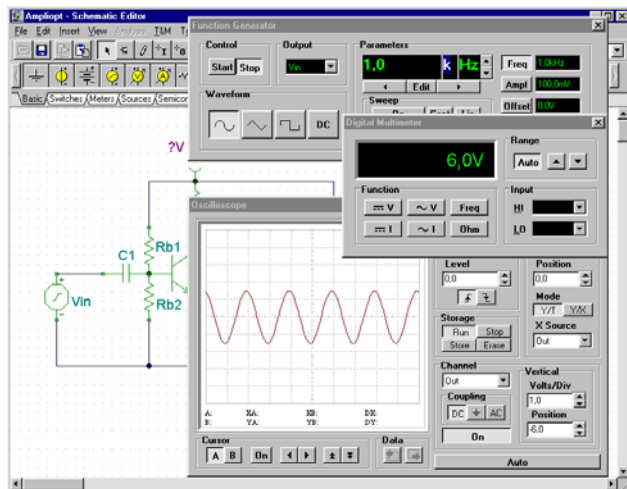 Ampliopt - Schematic Editor
File Edit Insert View Analysis T&M
Basic Switches Meters Sources Semicon
?V
Rb1
C1
Rb2
Vin
+
Function Generator
Control
Start Stop
Output
Vin
Waveform
DC
Parameters
1,0 k Hz
Edit
Sweep
Freq 1,0kHz
Ampl 100,0mV
Offset 0,0V
Digital Multimeter
6,0V
Range
Auto
Function
V V Freq
I I Ohm
Input
HI
LO
Oscilloscope
A: XA: XB: DX:
B: YA: YB: DY:
Cursor
A B On
Data
Level
0,0
Storage
Run Stop
Store Erase
Channel
Out
Coupling
DC AC
On
Position
0,0
Mode
Y/T Y/X
X Source
Out
Vertical
Volts/Div
1,0
Position
-6,0
Auto